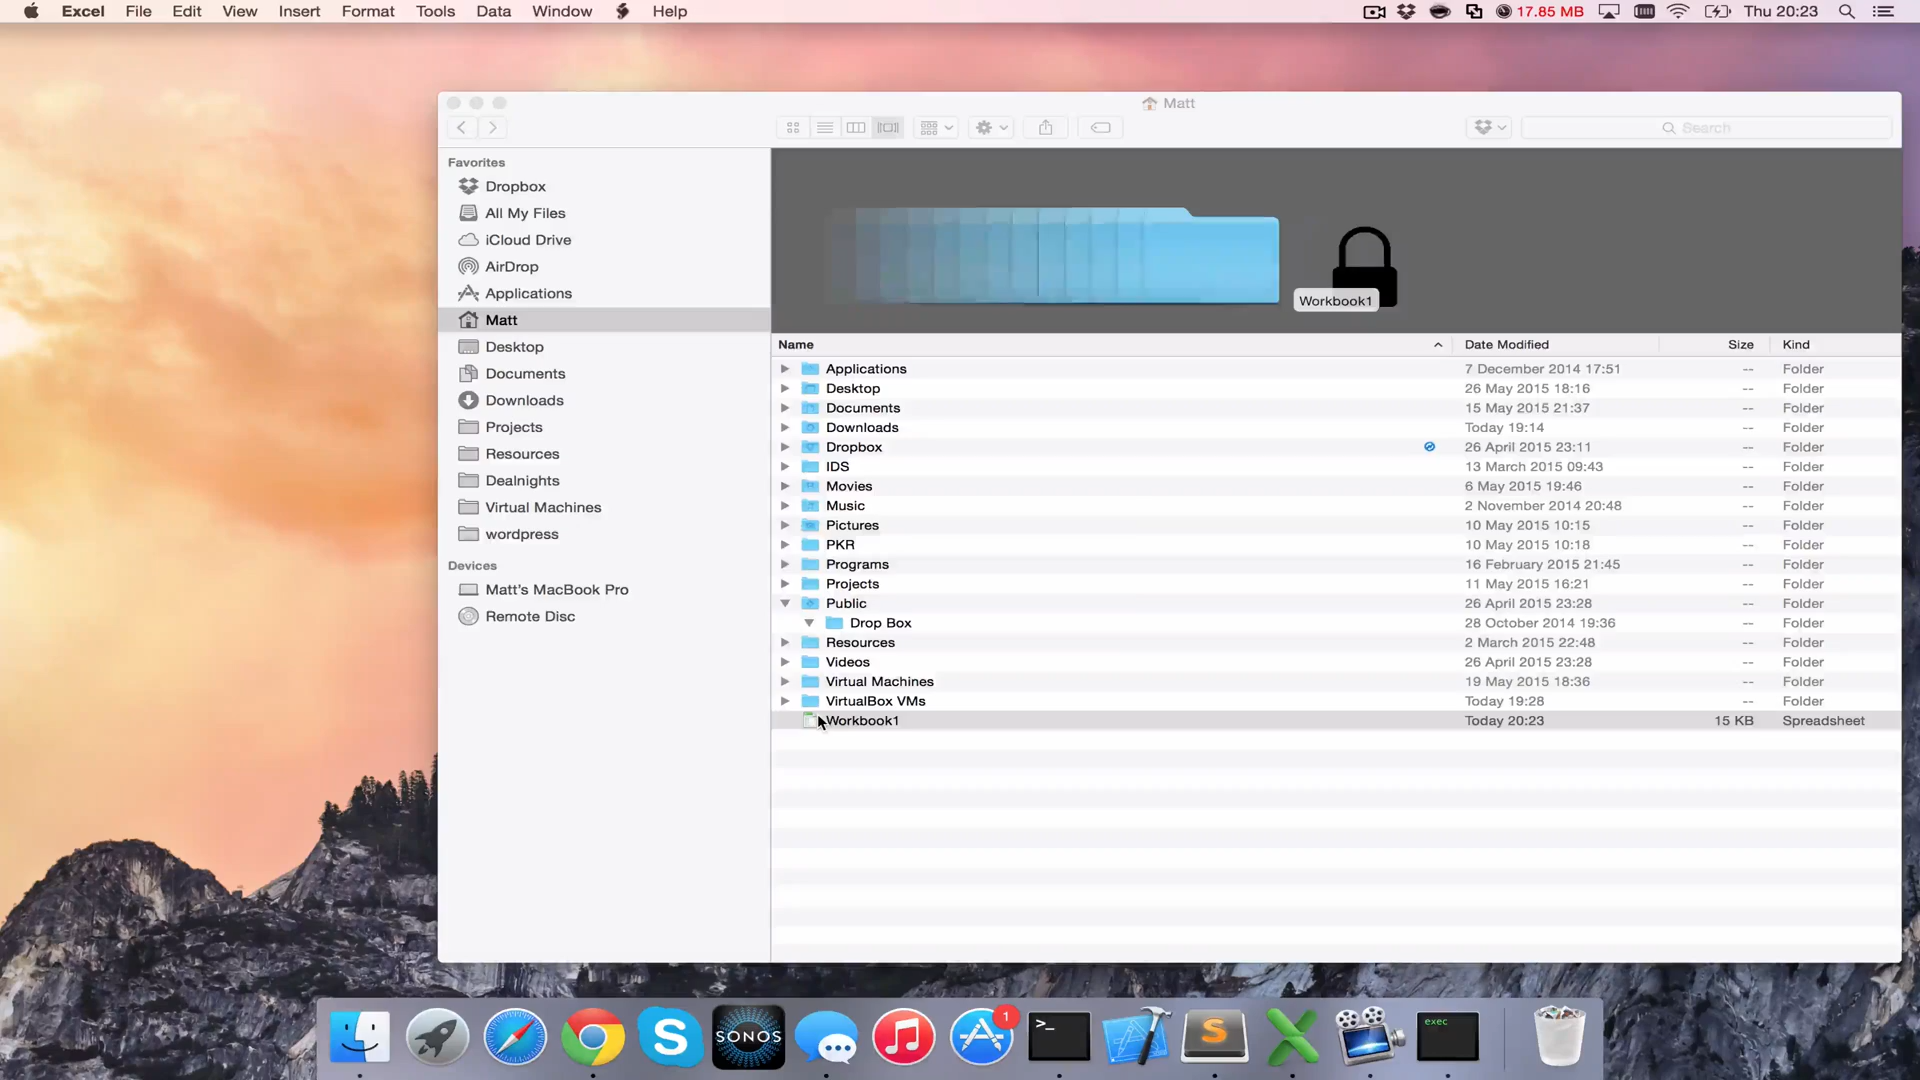 Excel File Edit View Insert Format Tools Data Window Help 17.85 MB Thu 20:23
Matt
Search
Favorites
Dropbox
All My Files
iCloud Drive
AirDrop
Applications
Matt
Desktop
Documents
Downloads
Projects
Resources
Dealnights
Virtual Machines
wordpress
Devices
Matt's MacBook Pro
Remote Disc
Workbook1
Name Date Modified Size Kind
Applications 7 December 2014 17:51 -- Folder
Desktop 26 May 2015 18:16 -- Folder
Documents 15 May 2015 21:37 -- Folder
Downloads Today 19:14 -- Folder
Dropbox 26 April 2015 23:11 -- Folder
IDS 13 March 2015 09:43 -- Folder
Movies 6 May 2015 19:46 -- Folder
Music 2 November 2014 20:48 -- Folder
Pictures 10 May 2015 10:15 -- Folder
PKR 10 May 2015 10:18 -- Folder
Programs 16 February 2015 21:45 -- Folder
Projects 11 May 2015 16:21 -- Folder
Public 26 April 2015 23:28 -- Folder
Drop Box 28 October 2014 19:36 -- Folder
Resources 2 March 2015 22:48 -- Folder
Videos 26 April 2015 23:28 -- Folder
Virtual Machines 19 May 2015 18:36 -- Folder
VirtualBox VMs Today 19:28 -- Folder
Workbook1 Today 20:23 15 KB Spreadsheet
SONOS
1
>_
S
exec